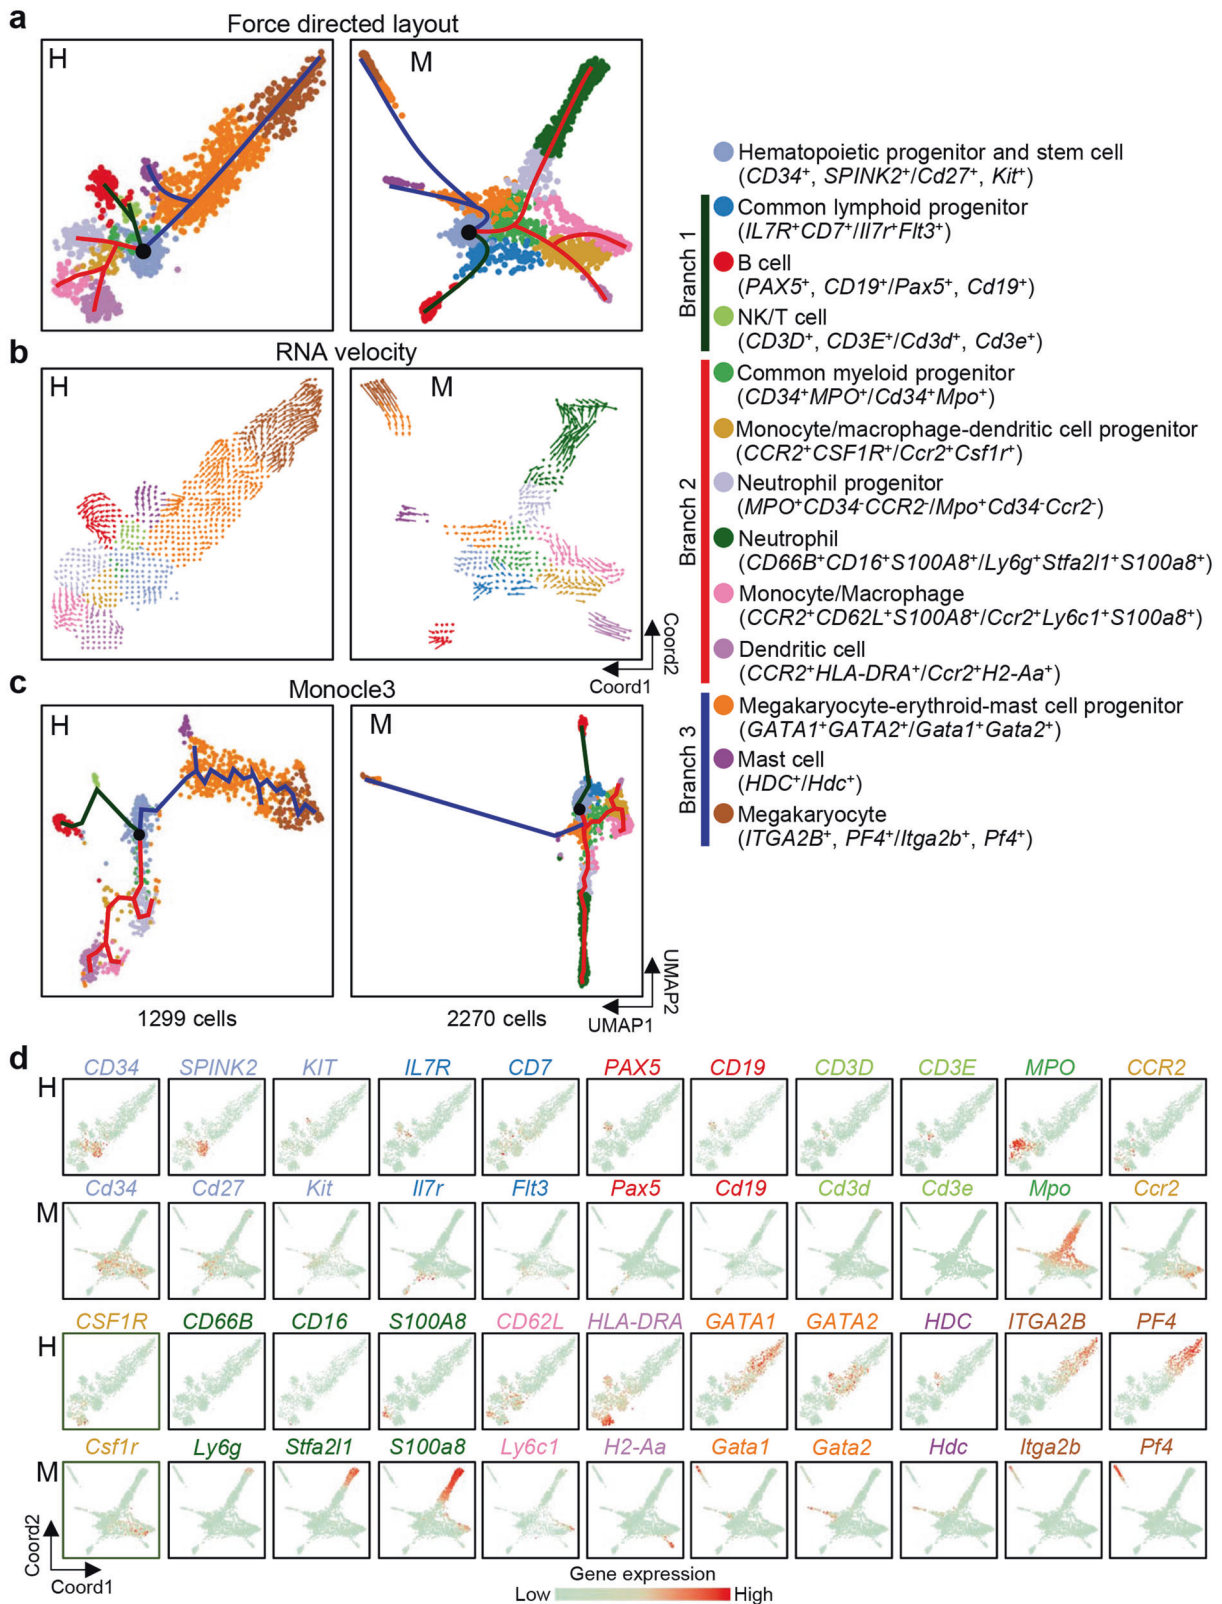 a
Force directed layout
H
M
b
RNA velocity
H
M
Coord2
Coord1
c
Monocle3
H
M
UMAP2
UMAP1
1299 cells
2270 cells
Hematopoietic progenitor and stem cell
(CD34+, SPINK2+/Cd27+, Kit+)
Branch 1
Common lymphoid progenitor
(IL7R+CD7+/Il7r+Flt3+)
B cell
(PAX5+, CD19+/Pax5+, Cd19+)
NK/T cell
(CD3D+, CD3E+/Cd3d+, Cd3e+)
Branch 2
Common myeloid progenitor
(CD34+MPO+/Cd34+Mpo+)
Monocyte/macrophage-dendritic cell progenitor
(CCR2+CSF1R+/Ccr2+Csf1r+)
Neutrophil progenitor
(MPO+CD34-CCR2-/Mpo+Cd34-Ccr2-)
Neutrophil
(CD66B+CD16+S100A8+/Ly6g+Stfa2l1+S100a8+)
Monocyte/Macrophage
(CCR2+CD62L+S100A8+/Ccr2+Ly6c1+S100a8+)
Dendritic cell
(CCR2+HLA-DRA+/Ccr2+H2-Aa+)
Branch 3
Megakaryocyte-erythroid-mast cell progenitor
(GATA1+GATA2+/Gata1+Gata2+)
Mast cell
(HDC+/Hdc+)
Megakaryocyte
(ITGA2B+, PF4+/Itga2b+, Pf4+)
d
CD34 SPINK2 KIT IL7R CD7 PAX5 CD19 CD3D CD3E MPO CCR2
H
Cd34 Cd27 Kit Il7r Flt3 Pax5 Cd19 Cd3d Cd3e Mpo Ccr2
M
CSF1R CD66B CD16 S100A8 CD62L HLA-DRA GATA1 GATA2 HDC ITGA2B PF4
H
Csf1r Ly6g Stfa2l1 S100a8 Ly6c1 H2-Aa Gata1 Gata2 Hdc Itga2b Pf4
M
Coord2
Coord1
Gene expression
Low High